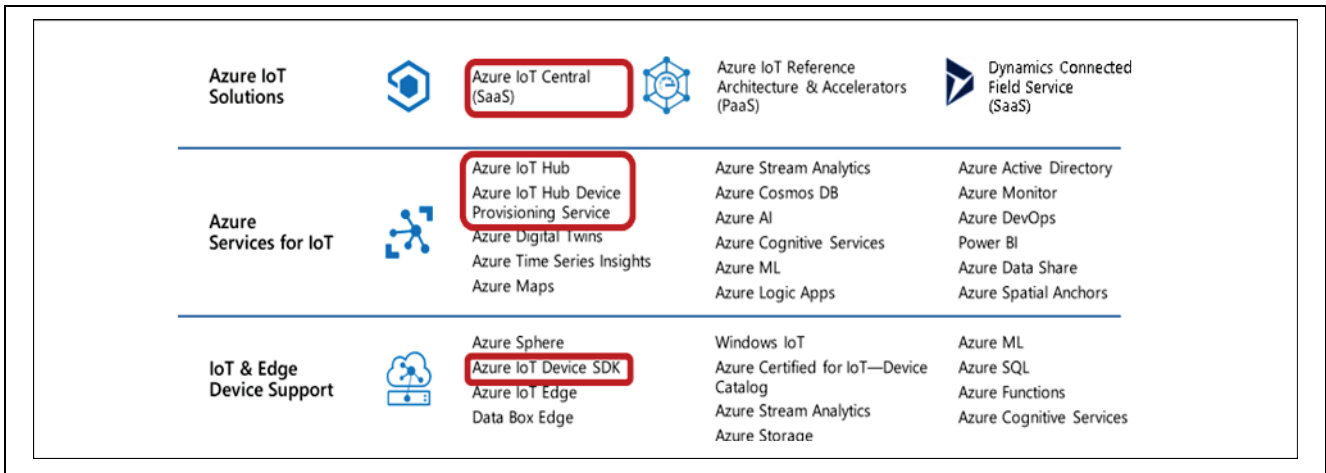 Azure IoT
Solutions
Azure IoT Central
(SaaS)
Azure IoT Reference
Architecture & Accelerators
(PaaS)
Dynamics Connected
Field Service
(SaaS)
Azure
Services for IoT
Azure IoT Hub
Azure IoT Hub Device
Provisioning Service
Azure Digital Twins
Azure Time Series Insights
Azure Maps
Azure Stream Analytics
Azure Cosmos DB
Azure AI
Azure Cognitive Services
Azure ML
Azure Logic Apps
Azure Active Directory
Azure Monitor
Azure DevOps
Power BI
Azure Data Share
Azure Spatial Anchors
IoT & Edge
Device Support
Azure Sphere
Azure IoT Device SDK
Azure IoT Edge
Data Box Edge
Windows IoT
Azure Certified for IoT—Device
Catalog
Azure Stream Analytics
Azure Storage
Azure ML
Azure SQL
Azure Functions
Azure Cognitive Services